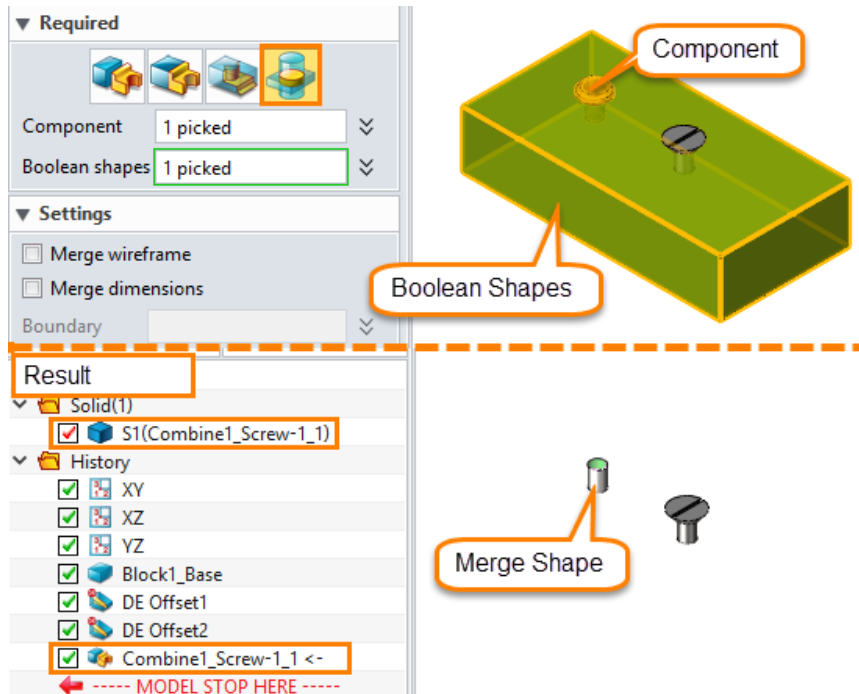 Required
Component 1 picked
Boolean shapes 1 picked
Settings
Merge wireframe
Merge dimensions
Boundary
Component
Boolean Shapes
Result
Solid(1)
S1(Combine1_Screw-1_1)
History
XY
XZ
YZ
Block1_Base
DE Offset1
DE Offset2
Combine1_Screw-1_1 <-
----- MODEL STOP HERE -----
Merge Shape